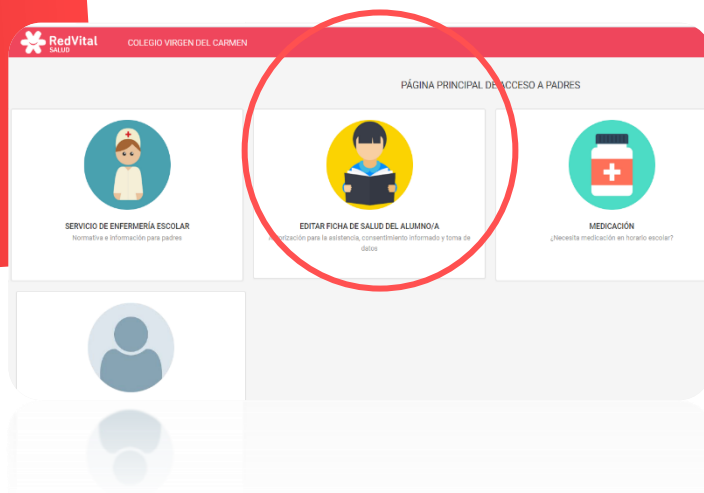 RedVital
SALUD
COLEGIO VIRGEN DEL CARMEN
PÁGINA PRINCIPAL DE ACCESO A PADRES
SERVICIO DE ENFERMERÍA ESCOLAR
Normativa e información para padres
EDITAR FICHA DE SALUD DEL ALUMNO/A
para la asistencia, consentimiento informado y toma de
datos
MEDICACIÓN
¿Necesita medicación en horario escolar?